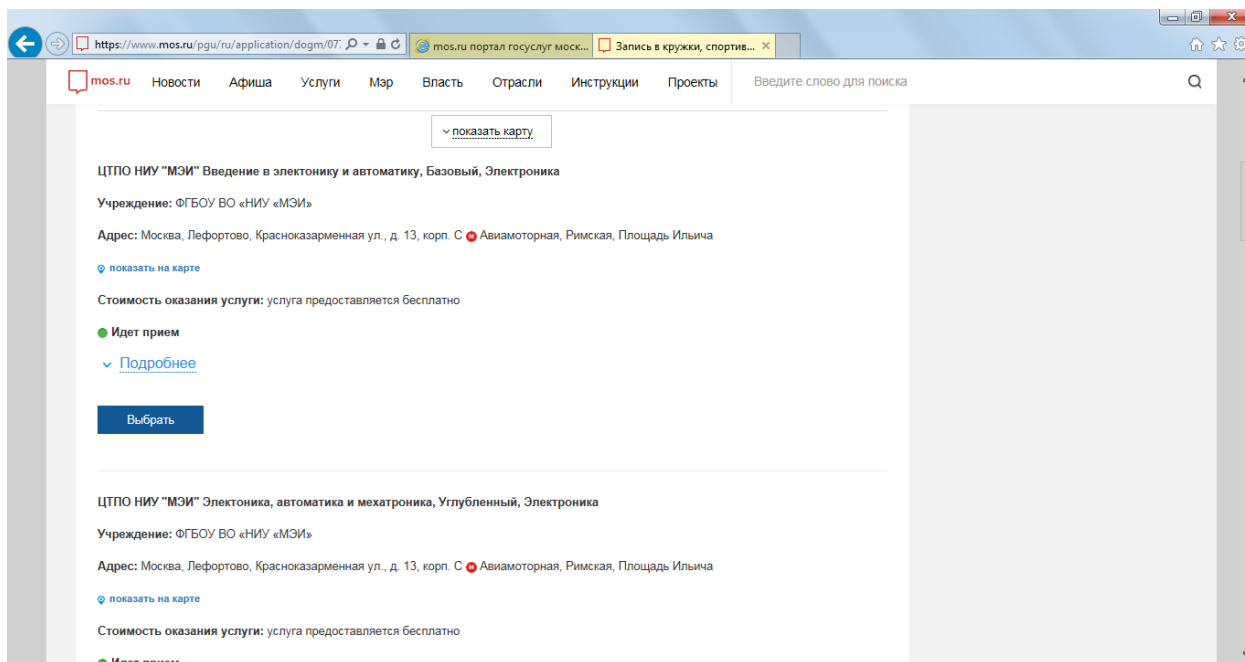 https://www.mos.ru/pgu/ru/application/dogm/07
mos.ru портал госуслуг моск...
Запись в кружки, спортив...
mos.ru Новости Афиша Услуги Мэр Власть Отрасли Инструкции Проекты Введите слово для поиска
показать карту
ЦТПО НИУ "МЭИ" Введение в электонику и автоматику, Базовый, Электроника
Учреждение: ФГБОУ ВО «НИУ «МЭИ»
Адрес: Москва, Лефортово, Красноказарменная ул., д. 13, корп. С М Авиамоторная, Римская, Площадь Ильича
показать на карте
Стоимость оказания услуги: услуга предоставляется бесплатно
Идет прием
Подробнее
Выбрать
ЦТПО НИУ "МЭИ" Электоника, автоматика и мехатроника, Углубленный, Электроника
Учреждение: ФГБОУ ВО «НИУ «МЭИ»
Адрес: Москва, Лефортово, Красноказарменная ул., д. 13, корп. С М Авиамоторная, Римская, Площадь Ильича
показать на карте
Стоимость оказания услуги: услуга предоставляется бесплатно
Идет прием